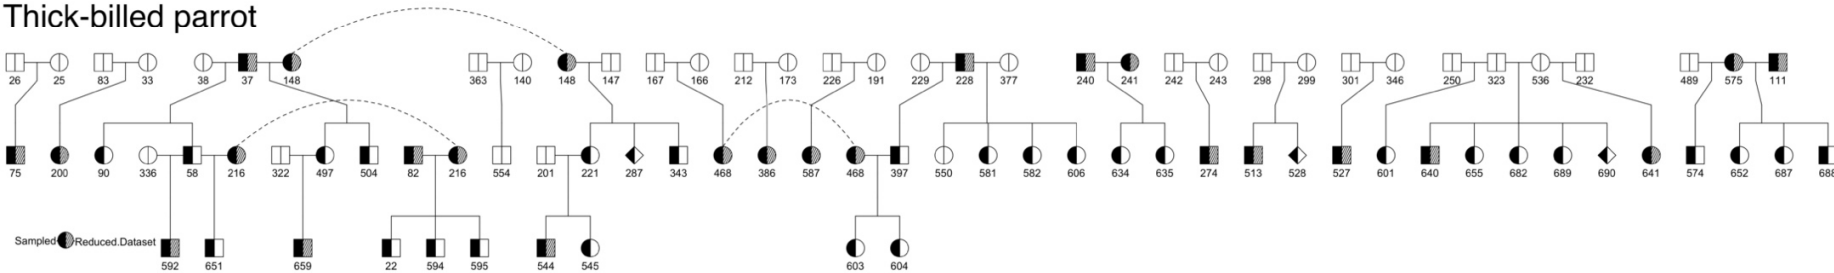 Thick-billed parrot
26 25 83 33 38 37 148 363 140 148 147 167 166 212 173 226 191 229 228 377 240 241 242 243 298 299 301 346 250 323 536 232 489 575 111
75 200 90 336 58 216 322 497 504 82 216 554 201 221 287 343 468 386 587 468 397 550 581 582 606 634 635 274 513 528 527 601 640 655 682 689 690 641 574 652 687 688
Sampled Reduced.Dataset
592 651 659 22 594 595 544 545 603 604